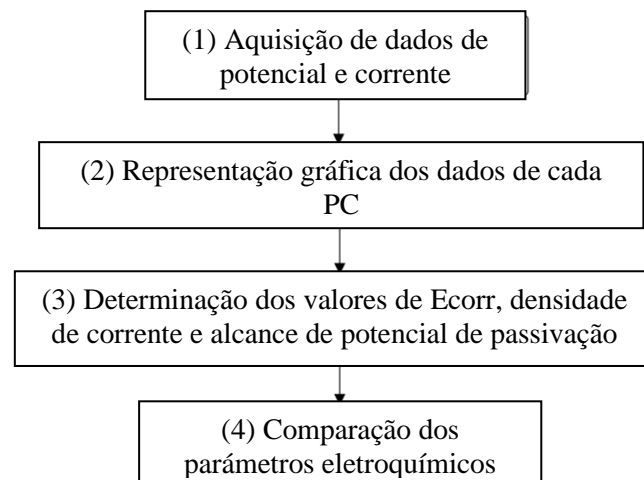 (1) Aquisição de dados de
potencial e corrente
(2) Representação gráfica dos dados de cada
PC
(3) Determinação dos valores de Ecorr, densidade
de corrente e alcance de potencial de passivação
(4) Comparação dos
parámetros eletroquímicos